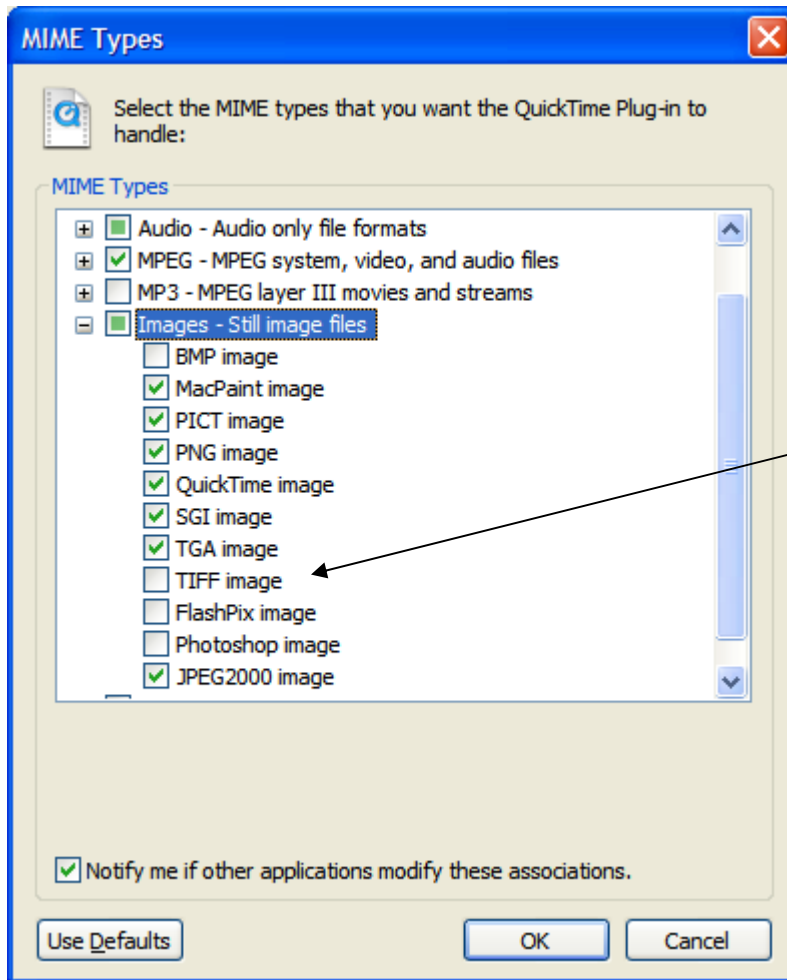 MIME Types
Select the MIME types that you want the QuickTime Plug-in to
handle:
MIME Types
Audio - Audio only file formats
MPEG - MPEG system, video, and audio files
MP3 - MPEG layer III movies and streams
Images - Still image files
BMP image
MacPaint image
PICT image
PNG image
QuickTime image
SGI image
TGA image
TIFF image
FlashPix image
Photoshop image
JPEG2000 image
Notify me if other applications modify these associations.
Use Defaults
OK
Cancel